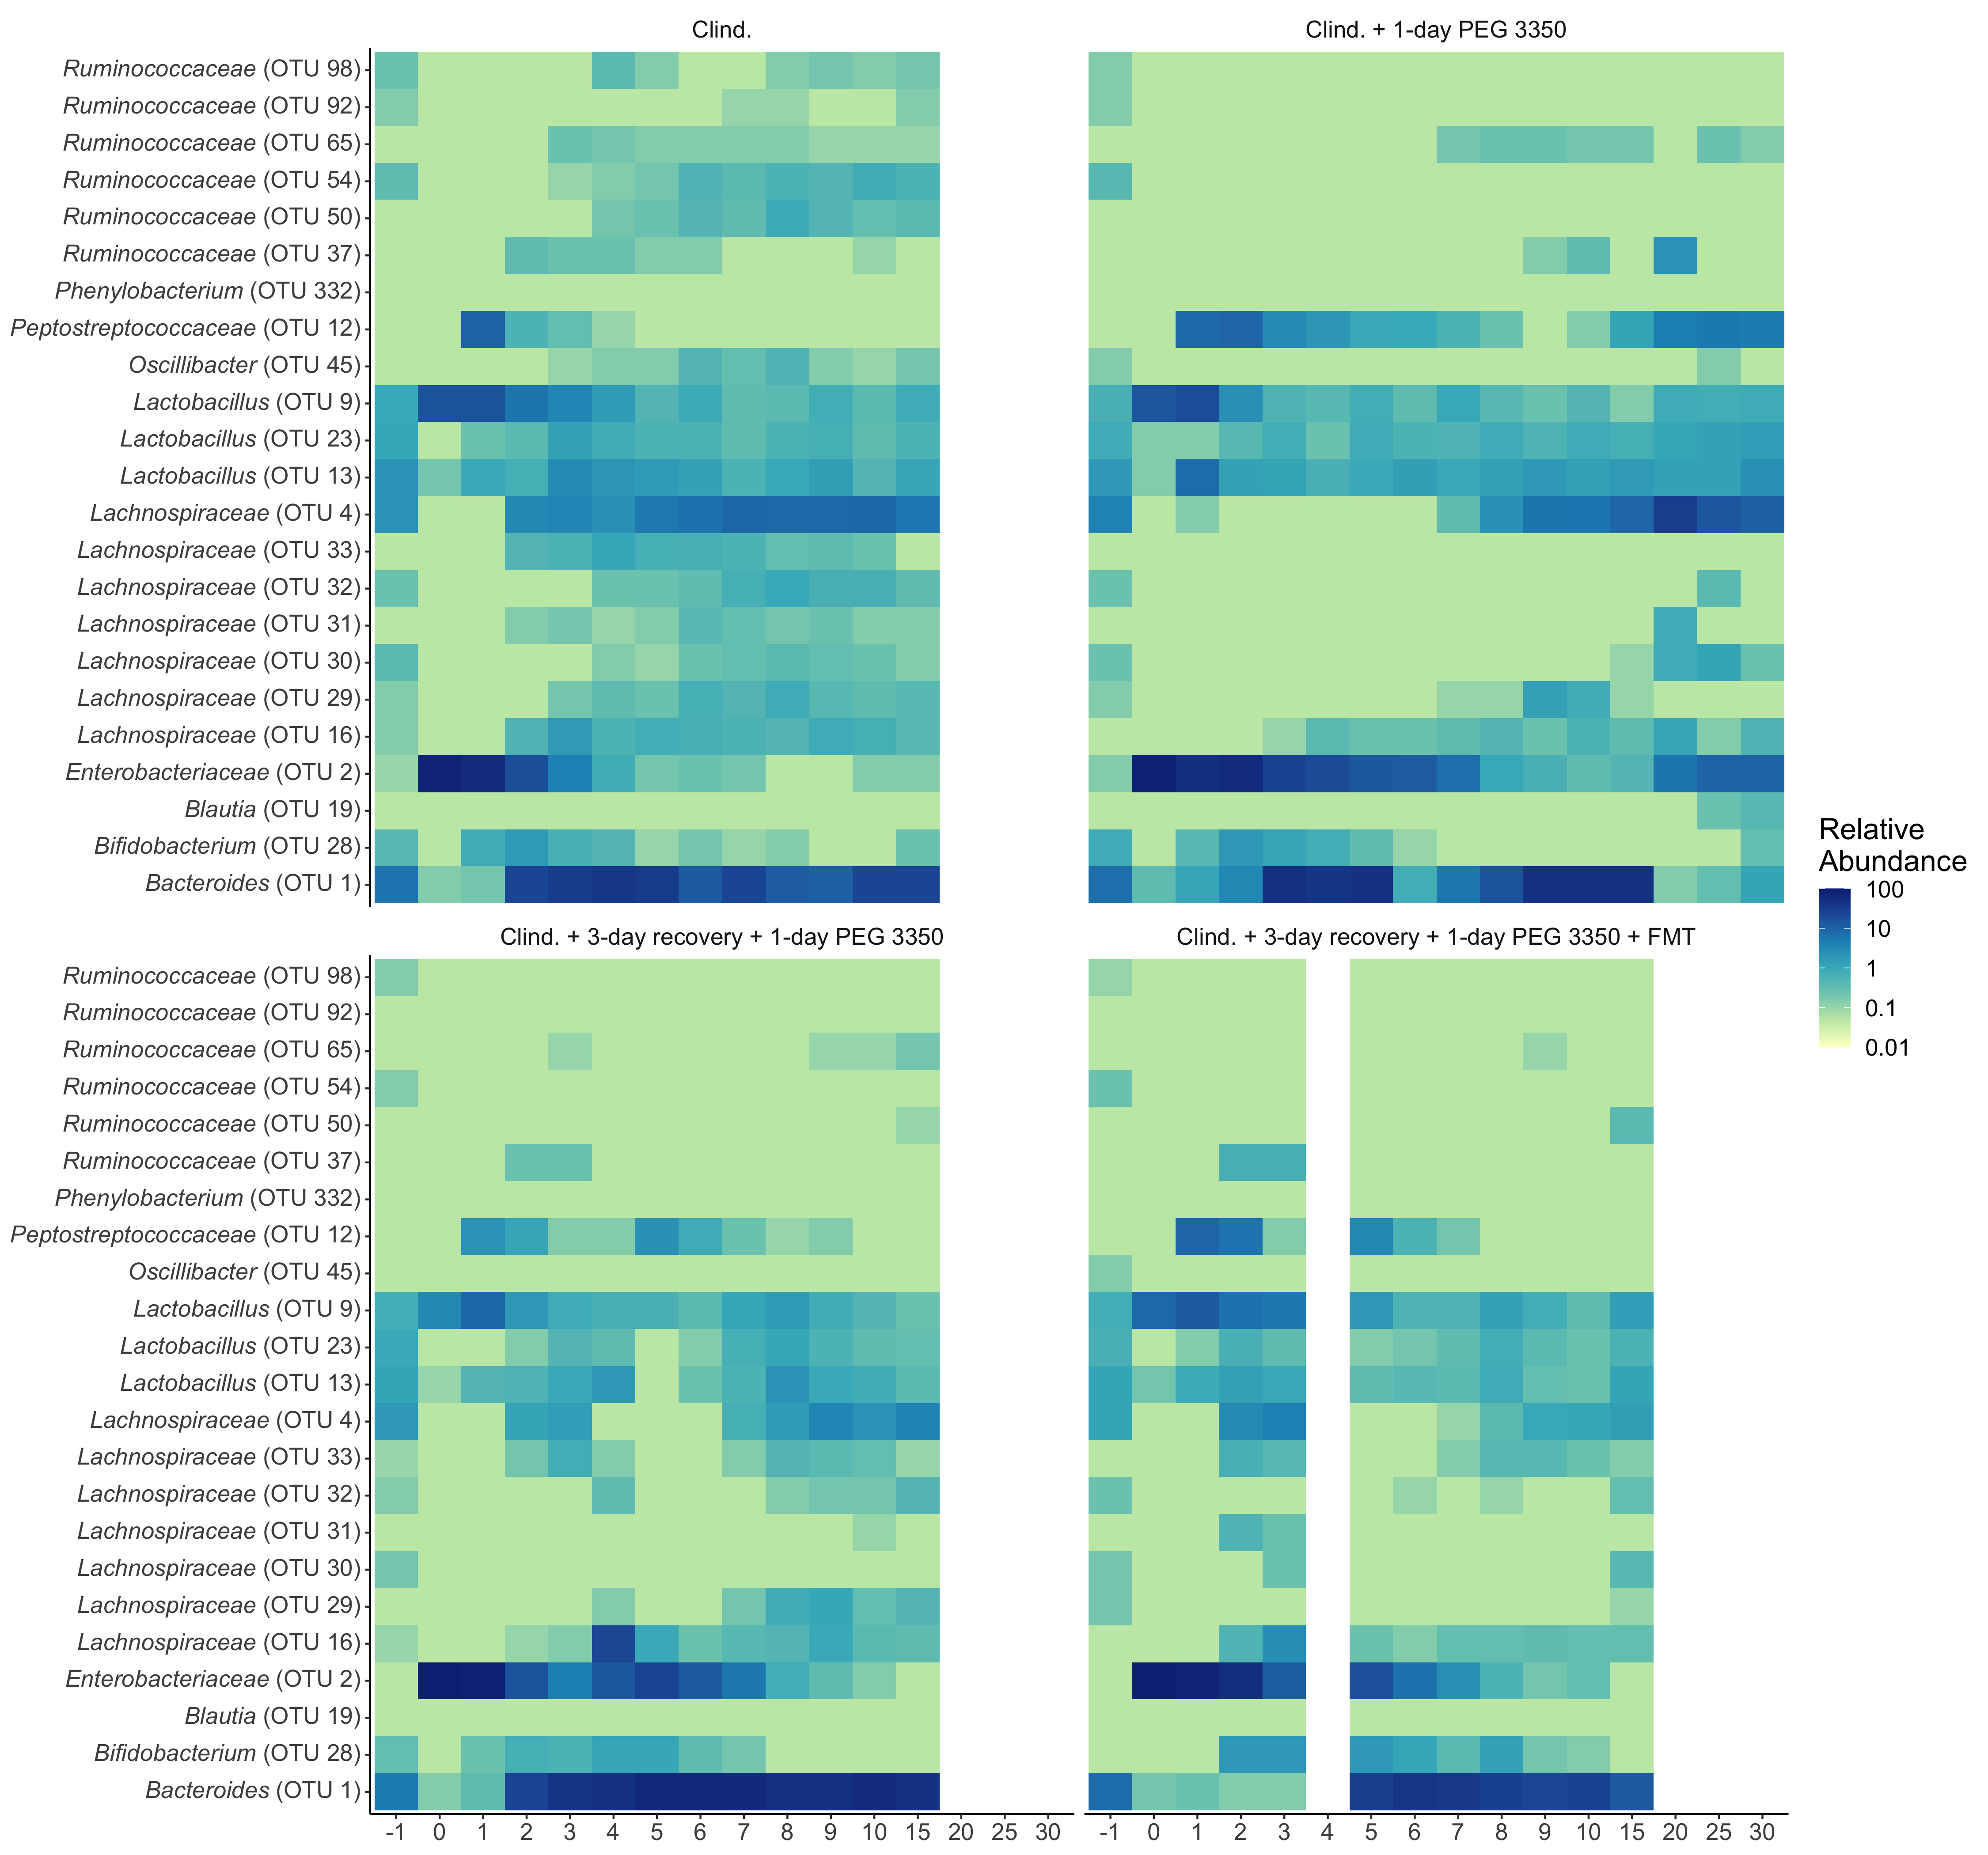 Clind.
Clind. + 1-day PEG 3350
Ruminococcaceae (OTU 98)
Ruminococcaceae (OTU 92)
Ruminococcaceae (OTU 65)
Ruminococcaceae (OTU 54)
Ruminococcaceae (OTU 50)
Ruminococcaceae (OTU 37)
Phenylobacterium (OTU 332)
Peptostreptococcaceae (OTU 12)
Oscillibacter (OTU 45)
Lactobacillus (OTU 9)
Lactobacillus (OTU 23)
Lactobacillus (OTU 13)
Lachnospiraceae (OTU 4)
Lachnospiraceae (OTU 33)
Lachnospiraceae (OTU 32)
Lachnospiraceae (OTU 31)
Lachnospiraceae (OTU 30)
Lachnospiraceae (OTU 29)
Lachnospiraceae (OTU 16)
Enterobacteriaceae (OTU 2)
Blautia (OTU 19)
Bifidobacterium (OTU 28)
Bacteroides (OTU 1)
Relative
Abundance
100
10
1
0.1
0.01
Clind. + 3-day recovery + 1-day PEG 3350
Clind. + 3-day recovery + 1-day PEG 3350 + FMT
Ruminococcaceae (OTU 98)
Ruminococcaceae (OTU 92)
Ruminococcaceae (OTU 65)
Ruminococcaceae (OTU 54)
Ruminococcaceae (OTU 50)
Ruminococcaceae (OTU 37)
Phenylobacterium (OTU 332)
Peptostreptococcaceae (OTU 12)
Oscillibacter (OTU 45)
Lactobacillus (OTU 9)
Lactobacillus (OTU 23)
Lactobacillus (OTU 13)
Lachnospiraceae (OTU 4)
Lachnospiraceae (OTU 33)
Lachnospiraceae (OTU 32)
Lachnospiraceae (OTU 31)
Lachnospiraceae (OTU 30)
Lachnospiraceae (OTU 29)
Lachnospiraceae (OTU 16)
Enterobacteriaceae (OTU 2)
Blautia (OTU 19)
Bifidobacterium (OTU 28)
Bacteroides (OTU 1)
-1 0 1 2 3 4 5 6 7 8 9 10 15 20 25 30
-1 0 1 2 3 4 5 6 7 8 9 10 15 20 25 30